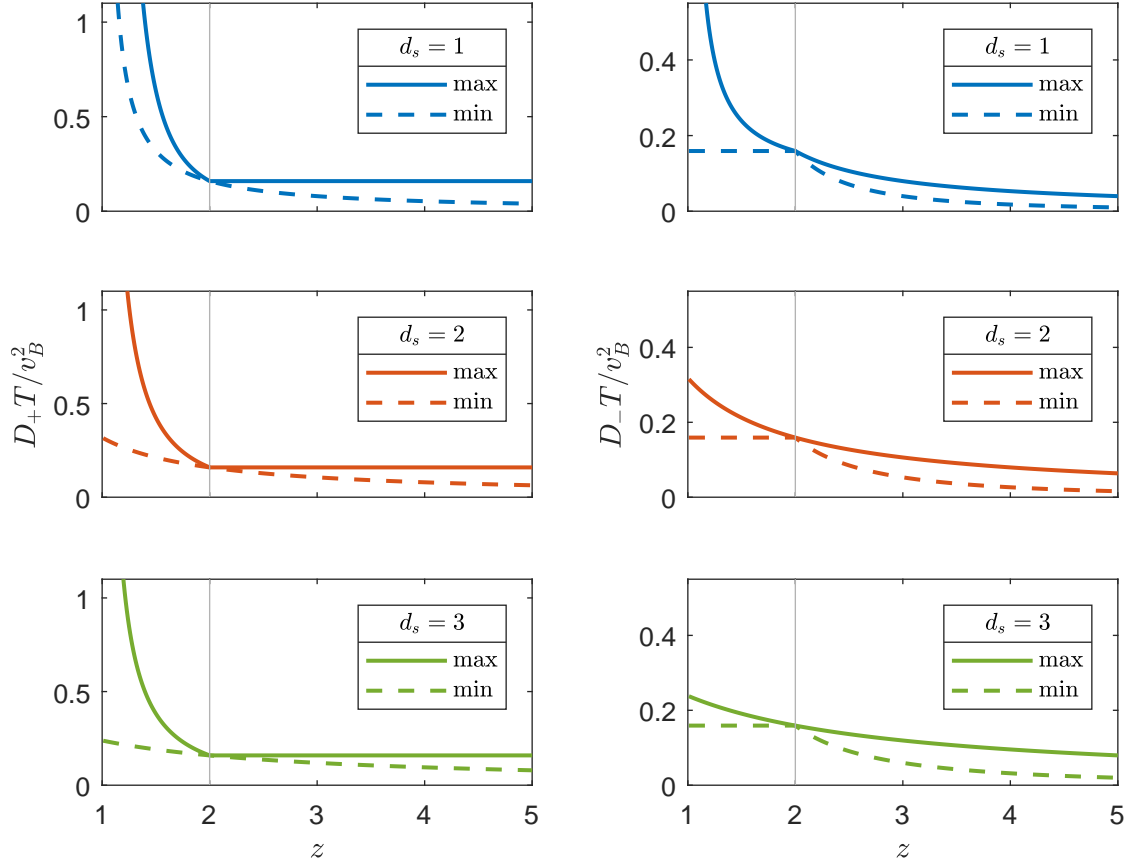 1
0.5
0
d_s = 1
max
min
0.4
0.2
0
d_s = 1
max
min
D_+T/v_B^2
1
0.5
0
d_s = 2
max
min
D_-T/v_B^2
0.4
0.2
0
d_s = 2
max
min
1
0.5
0
d_s = 3
max
min
1 2 3 4 5
z
0.4
0.2
0
d_s = 3
max
min
1 2 3 4 5
z